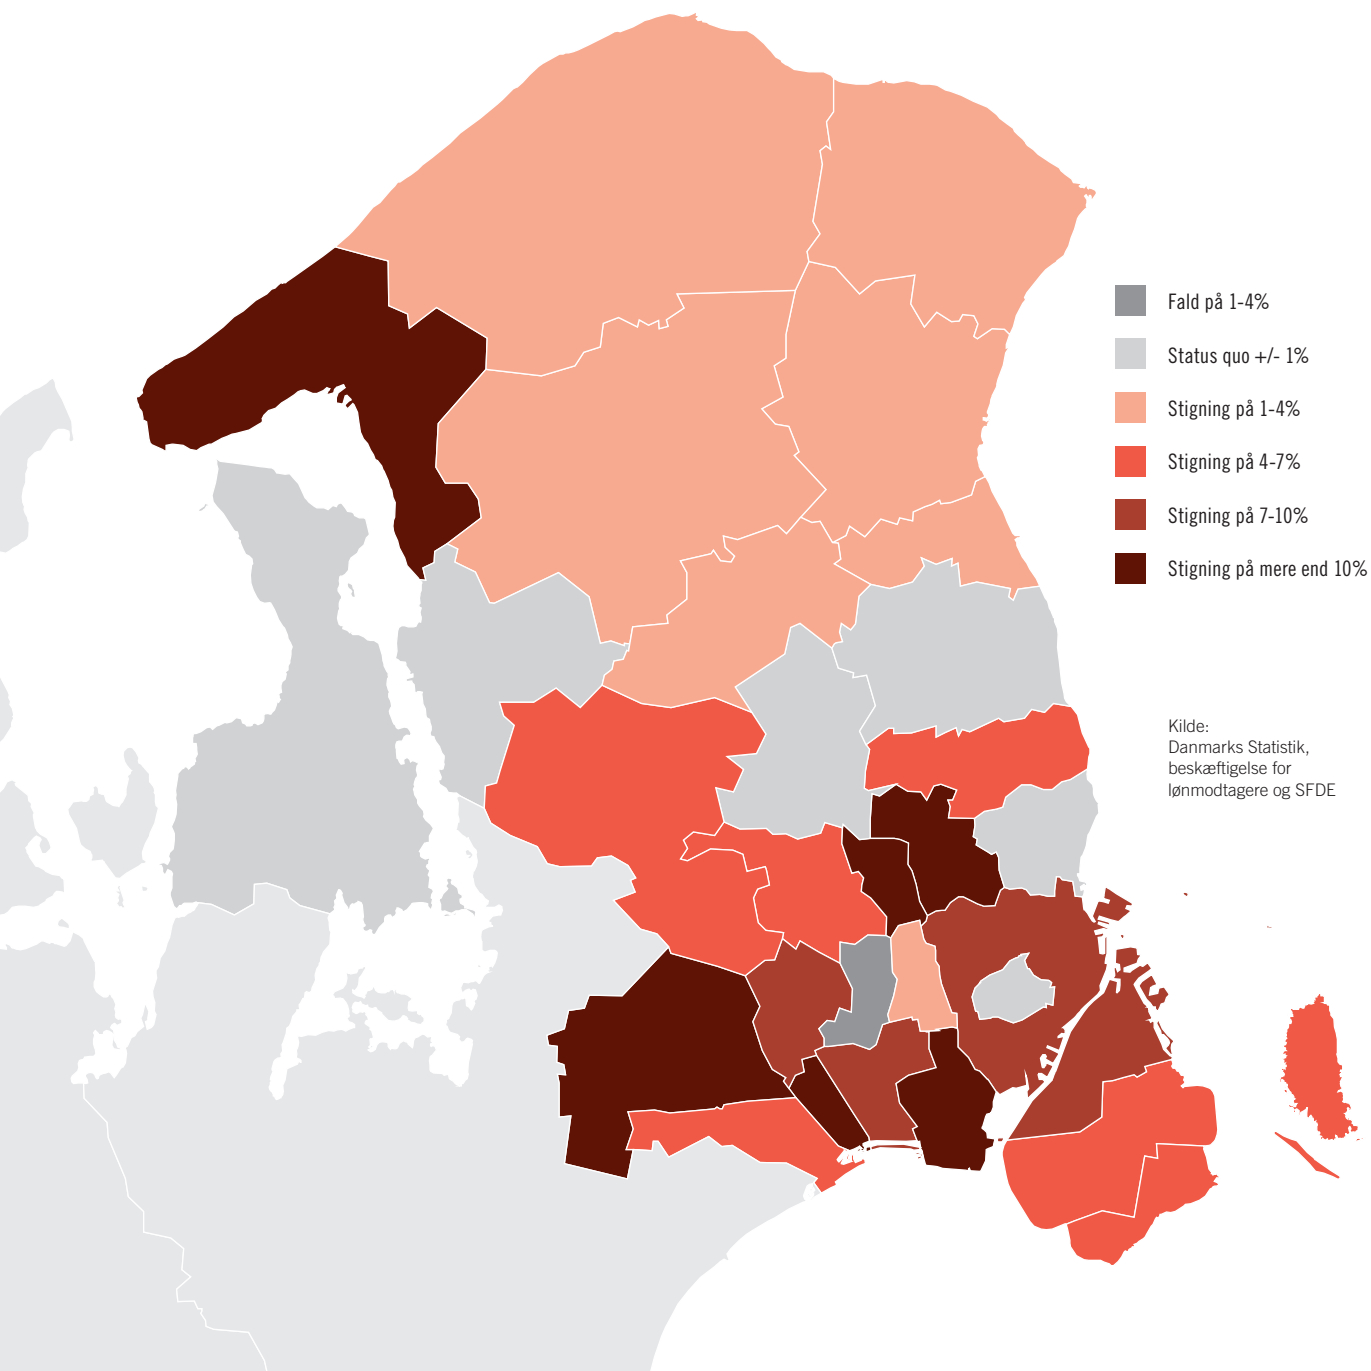 Fald på 1-4%
Status quo +/- 1%
Stigning på 1-4%
Stigning på 4-7%
Stigning på 7-10%
Stigning på mere end 10%
Kilde:
Danmarks Statistik,
beskæftigelse for
lønmodtagere og SFDE